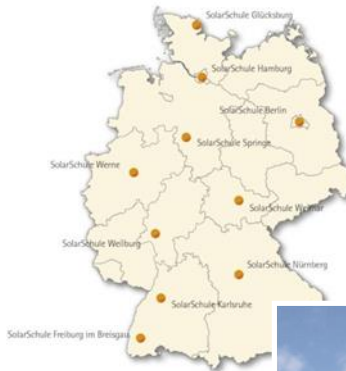 SolarSchule Glücksburg
SolarSchule Hamburg
SolarSchule Berlin
SolarSchule Springe
SolarSchule Werne
SolarSchule Weimar
SolarSchule Weilburg
SolarSchule Nürnberg
SolarSchule Karlsruhe
SolarSchule Freiburg im Breisgau